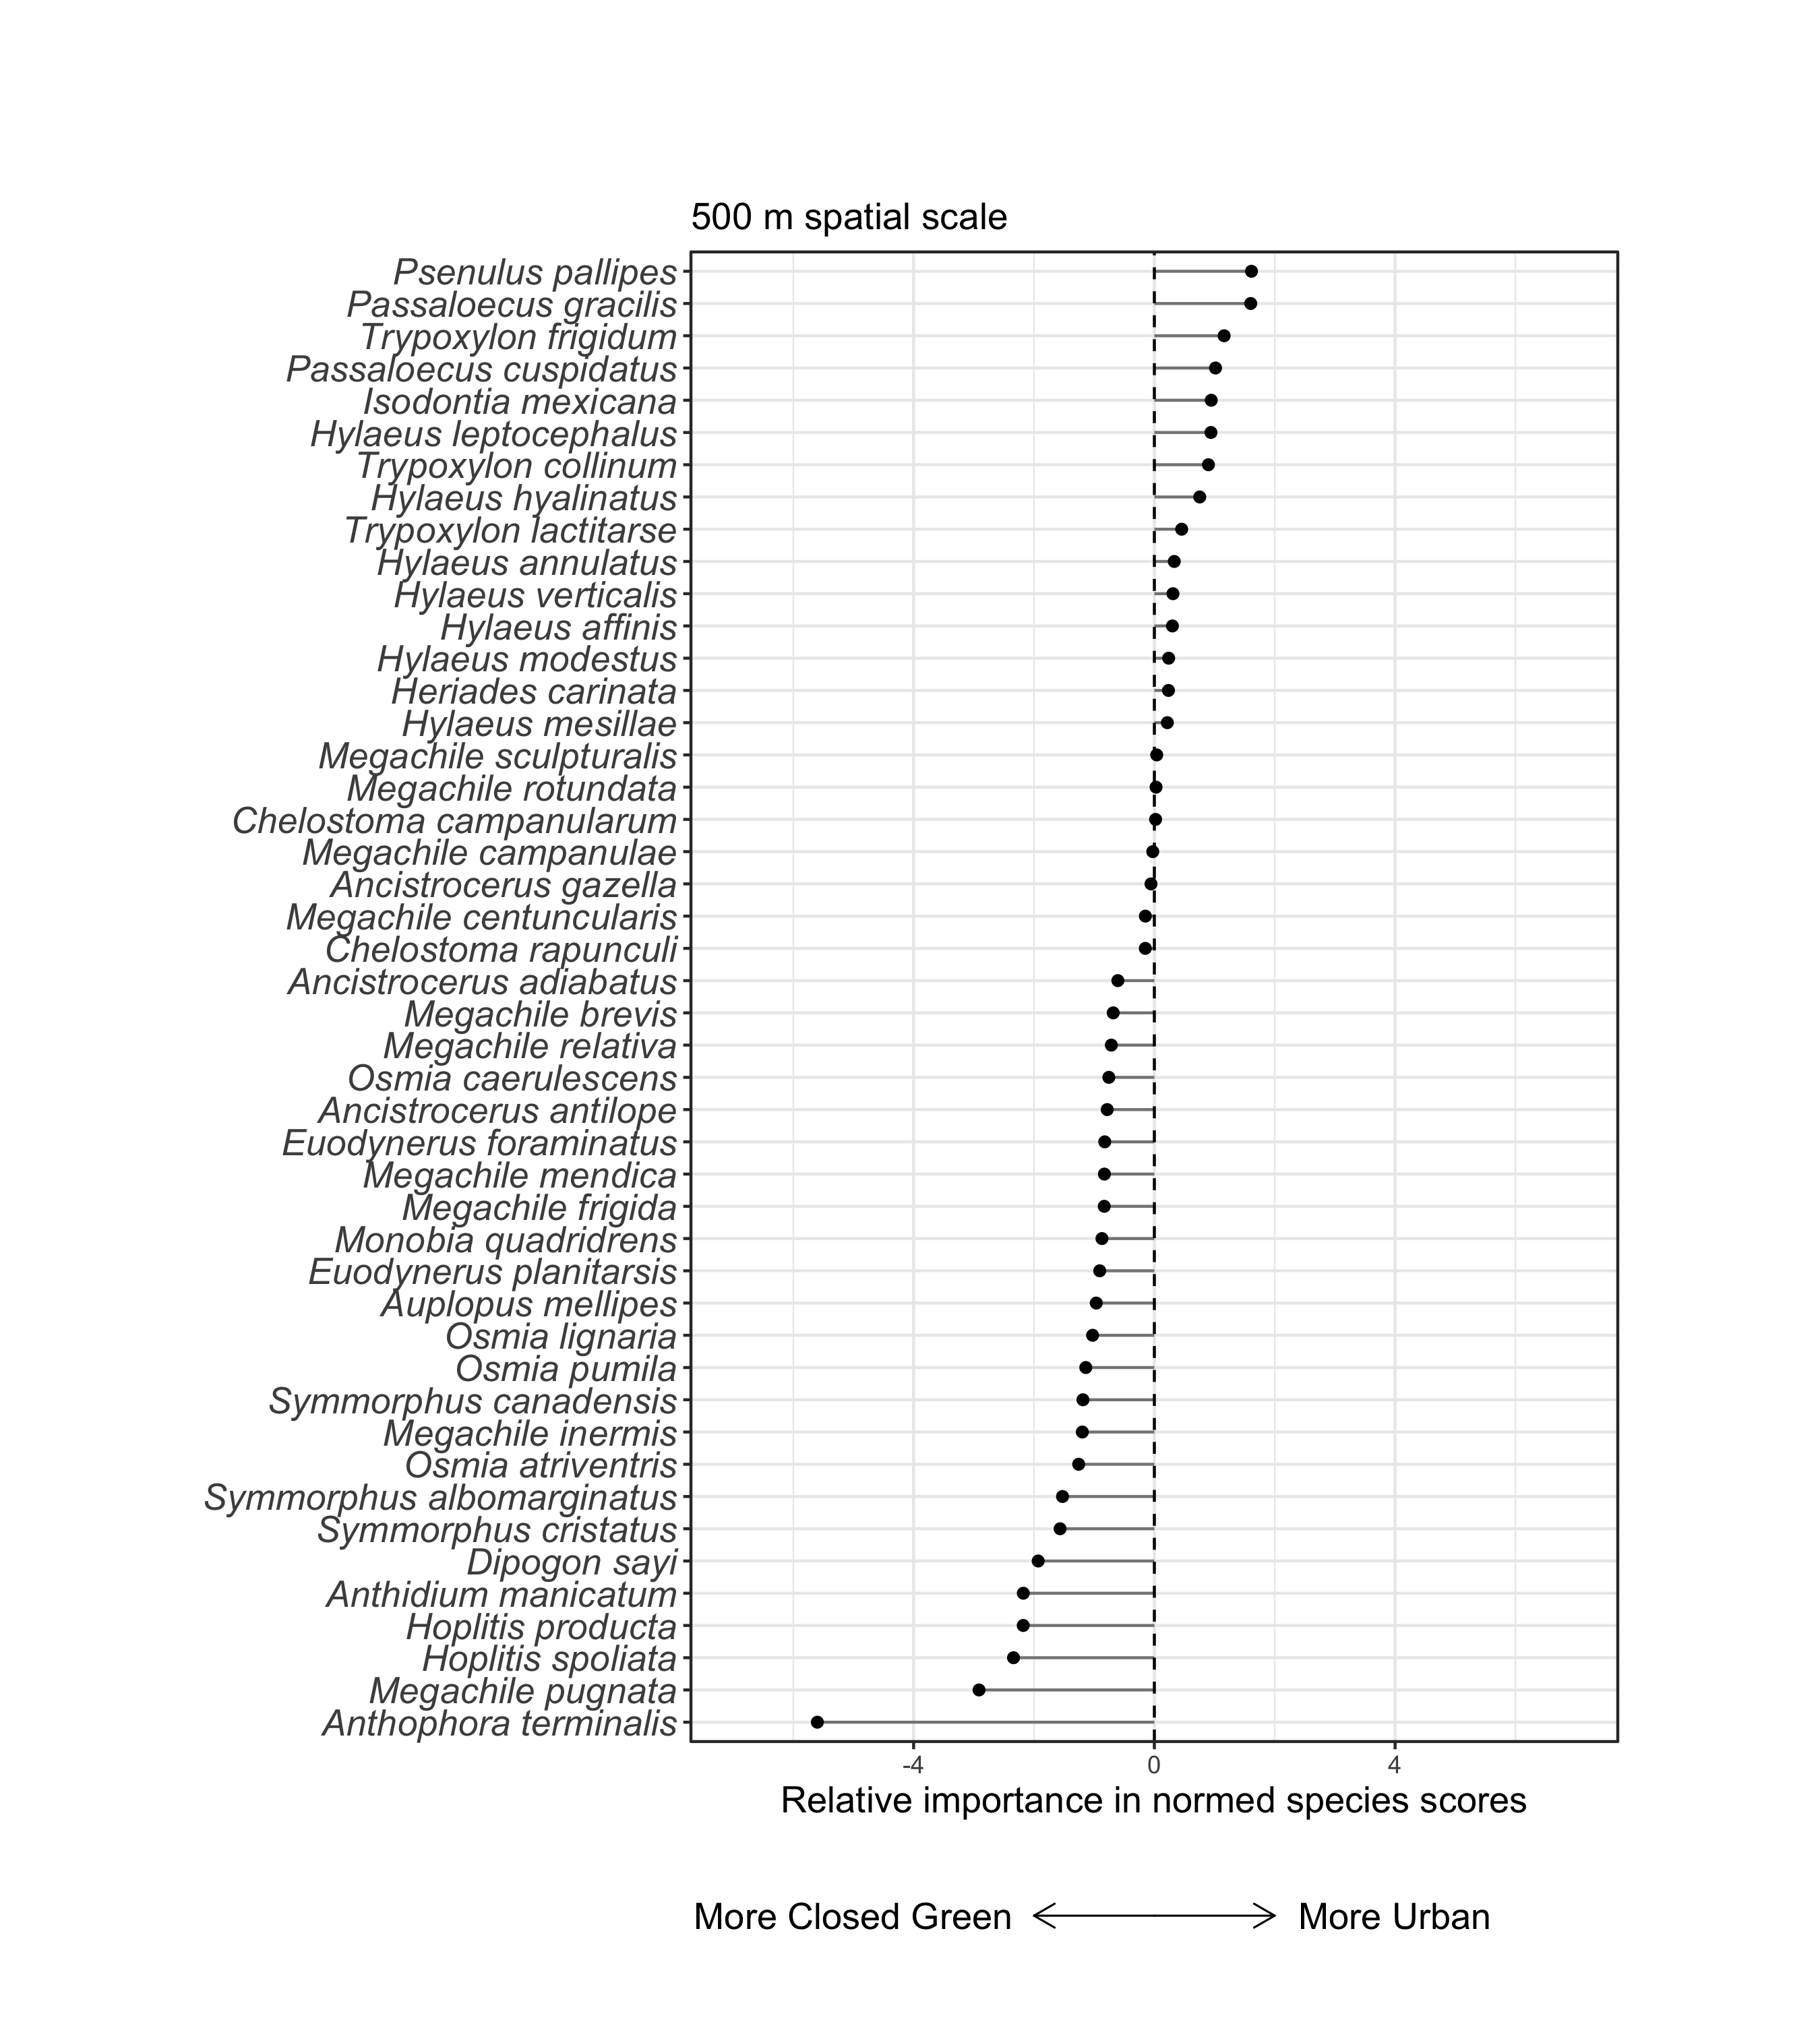 500 m spatial scale
Psenulus pallipes
Passaloecus gracilis
Trypoxylon frigidum
Passaloecus cuspidatus
Isodontia mexicana
Hylaeus leptocephalus
Trypoxylon collinum
Hylaeus hyalinatus
Trypoxylon lactitarse
Hylaeus annulatus
Hylaeus verticalis
Hylaeus affinis
Hylaeus modestus
Heriades carinata
Hylaeus mesillae
Megachile sculpturalis
Megachile rotundata
Chelostoma campanularum
Megachile campanulae
Ancistrocerus gazella
Megachile centuncularis
Chelostoma rapunculi
Ancistrocerus adiabatus
Megachile brevis
Megachile relativa
Osmia caerulescens
Ancistrocerus antilope
Euodynerus foraminatus
Megachile mendica
Megachile frigida
Monobia quadridrens
Euodynerus planitarsis
Auplopus mellipes
Osmia lignaria
Osmia pumila
Symmorphus canadensis
Megachile inermis
Osmia atriventris
Symmorphus albomarginatus
Symmorphus cristatus
Dipogon sayi
Anthidium manicatum
Hoplitis producta
Hoplitis spoliata
Megachile pugnata
Anthophora terminalis
-4 0 4
Relative importance in normed species scores
More Closed Green More Urban